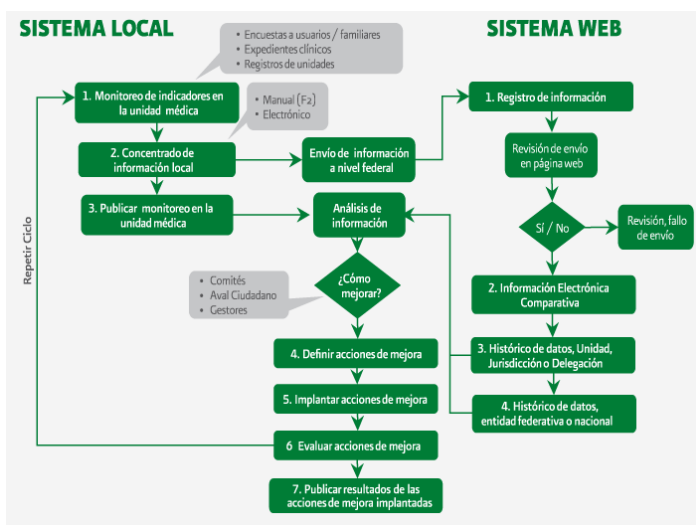 SISTEMA LOCAL
SISTEMA WEB
• Encuestas a usuarios / familiares
• Expedientes clínicos
• Registros de unidades
1. Monitoreo de indicadores en
la unidad médica
• Manual (F2)
• Electrónico
2. Concentrado de
información local
Envío de información
a nivel federal
3. Publicar monitoreo en la
unidad médica
Análisis de
información
¿Cómo
mejorar?
• Comités
• Aval Ciudadano
• Gestores
4. Definir acciones de mejora
5. Implantar acciones de mejora
6 Evaluar acciones de mejora
7. Publicar resultados de las
acciones de mejora implantadas
Repetir Ciclo
1. Registro de información
Revisión de envío
en página web
Sí / No
Revisión, fallo
de envío
2. Información Electrónica
Comparativa
3. Histórico de datos, Unidad,
Jurisdicción o Delegación
4. Histórico de datos,
entidad federativa o nacional